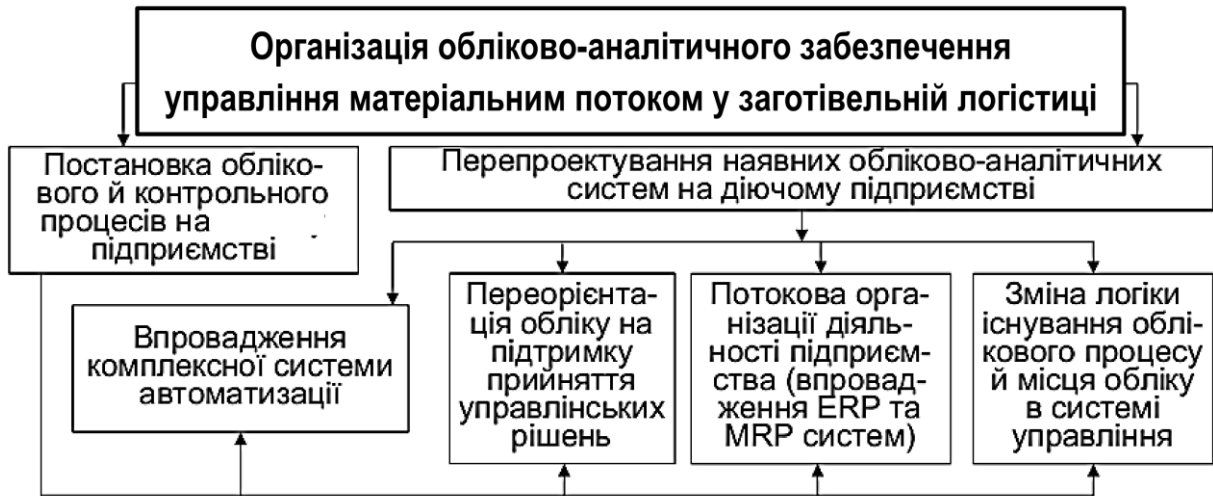 Організація обліково-аналітичного забезпечення
управління матеріальним потоком у заготівельній логістиці
Постановка обліко-
вого й контрольного
процесів на
підприємстві
Перепроектування наявних обліково-аналітичних
систем на діючому підприємстві
Впровадження
комплексної системи
автоматизації
Переорієнта-
ція обліку на
підтримку
прийняття
управлінських
рішень
Потокова орга-
нізації діяль-
ності підприєм-
ства (впровад-
ження ERP та
MRP систем)
Зміна логіки
існування облі-
кового процесу
й місця обліку
в системі
управління